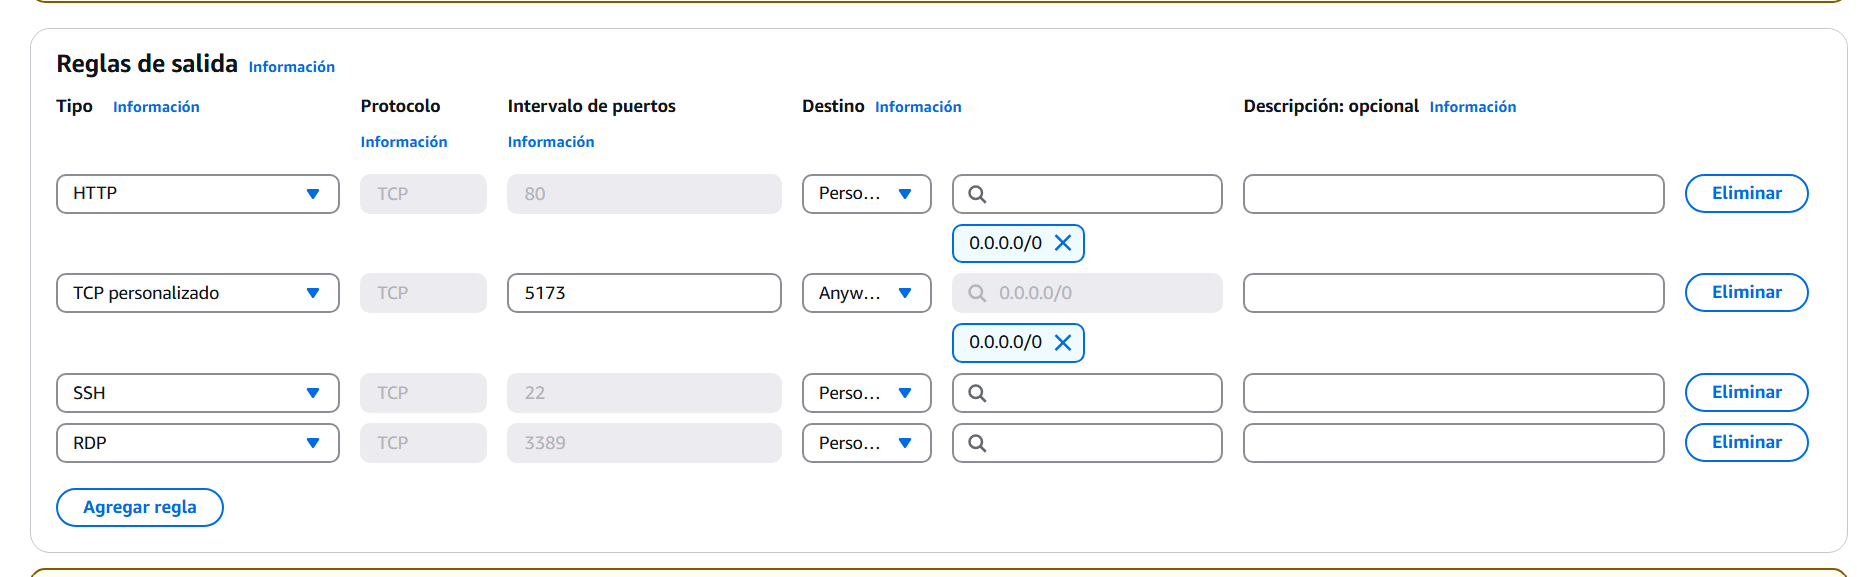 Reglas de salida Información
Tipo Información Protocolo Intervalo de puertos Destino Información Descripción: opcional Información
Información Información
HTTP TCP 80 Perso... Eliminar
0.0.0.0/0
TCP personalizado TCP 5173 Anyw... 0.0.0.0/0 Eliminar
0.0.0.0/0
SSH TCP 22 Perso... Eliminar
RDP TCP 3389 Perso... Eliminar
Agregar regla